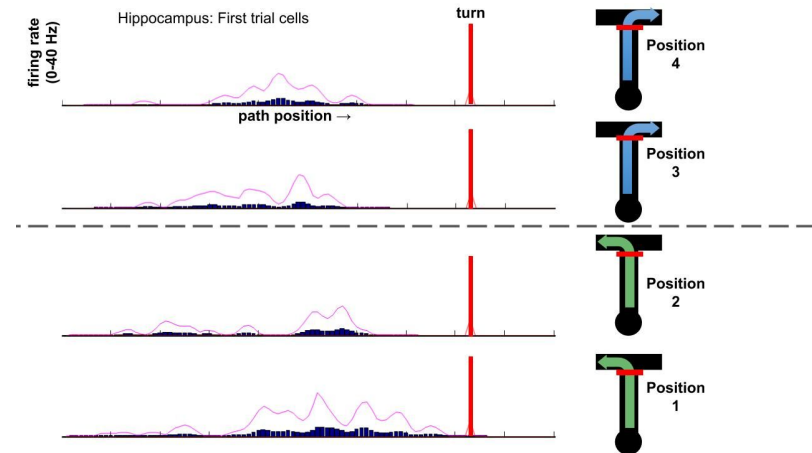 Hippocampus: First trial cells
turn
firing rate
(0-40 Hz)
Position
4
path position →
Position
3
Position
2
Position
1